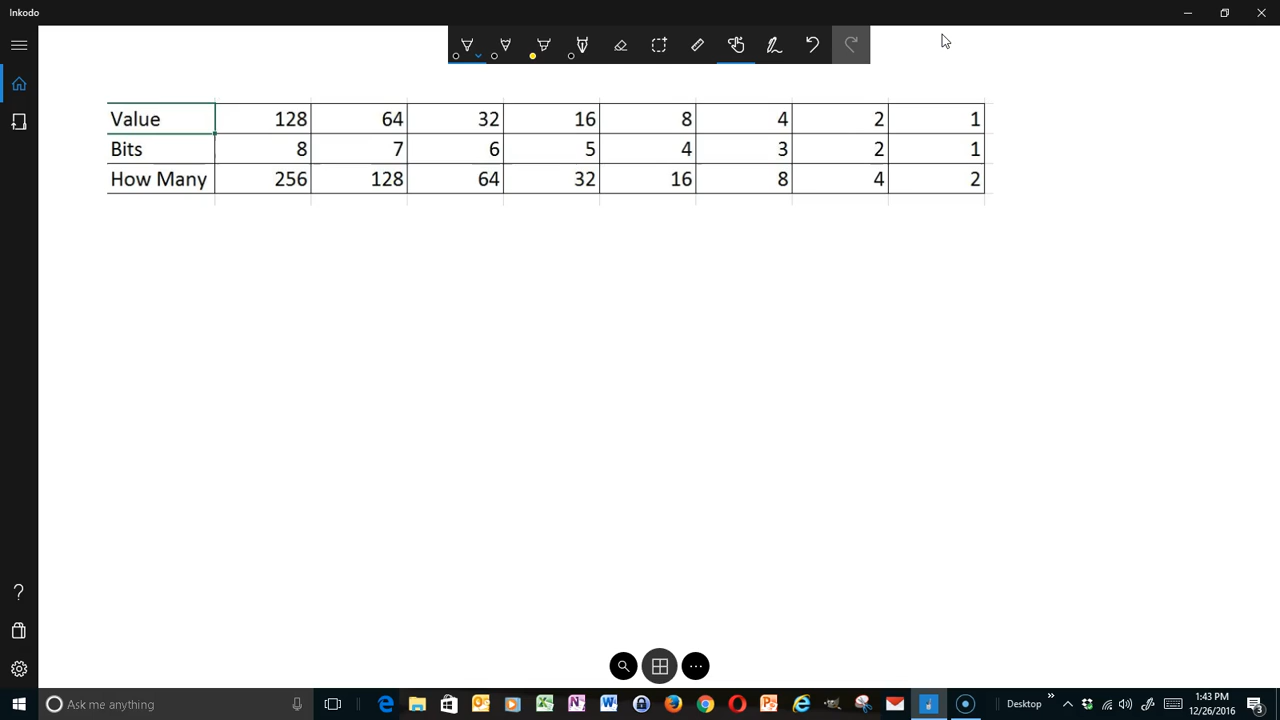 Inkodo
Value 128 64 32 16 8 4 2 1
Bits 8 7 6 5 4 3 2 1
How Many 256 128 64 32 16 8 4 2
Ask me anything
Desktop
1:43 PM
12/26/2016
3